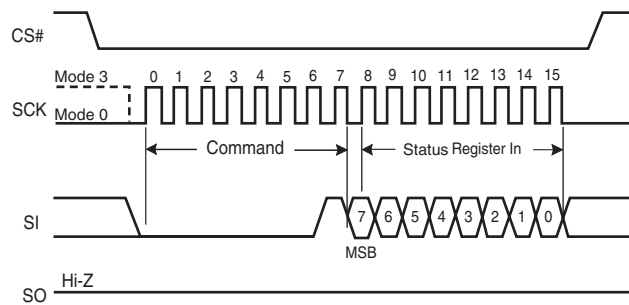 CS#
Mode 3
0 1 2 3 4 5 6 7 8 9 10 11 12 13 14 15
SCK
Mode 0
Command
Status Register In
SI
7 6 5 4 3 2 1 0
MSB
Hi-Z
SO